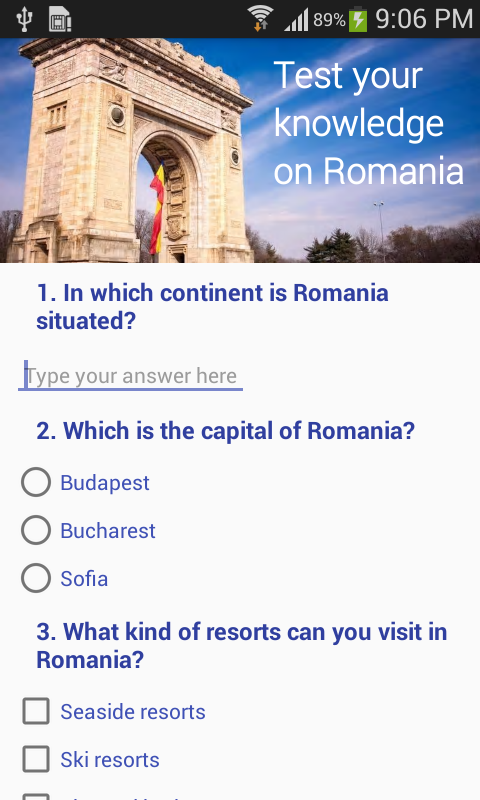 89% 9:06 PM
Test your
knowledge
on Romania
1. In which continent is Romania
situated?
Type your answer here
2. Which is the capital of Romania?
Budapest
Bucharest
Sofia
3. What kind of resorts can you visit in
Romania?
Seaside resorts
Ski resorts